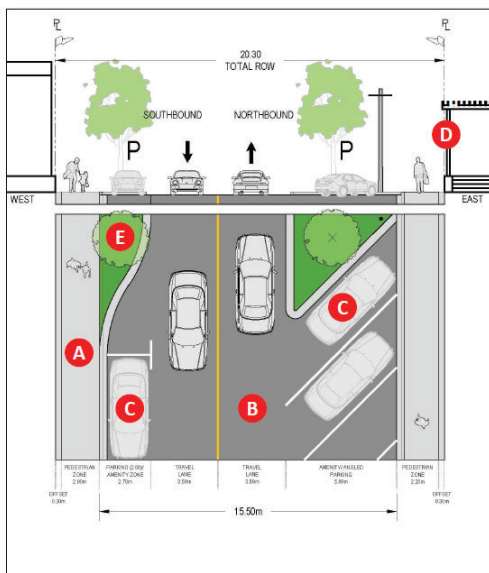 PL
PL
20.30
TOTAL ROW
SOUTHBOUND
NORTHBOUND
P
P
D
WEST
EAST
E
C
A
C
B
PEDESTRIAN
ZONE
2.00m
PARKING (2.00)/
AMENITY ZONE
2.70m
TRAVEL
LANE
3.50m
TRAVEL
LANE
3.50m
AMENITY/ANGLED
PARKING
5.80m
PEDESTRIAN
ZONE
2.20m
OFFSET
0.30m
OFFSET
0.30m
15.50m